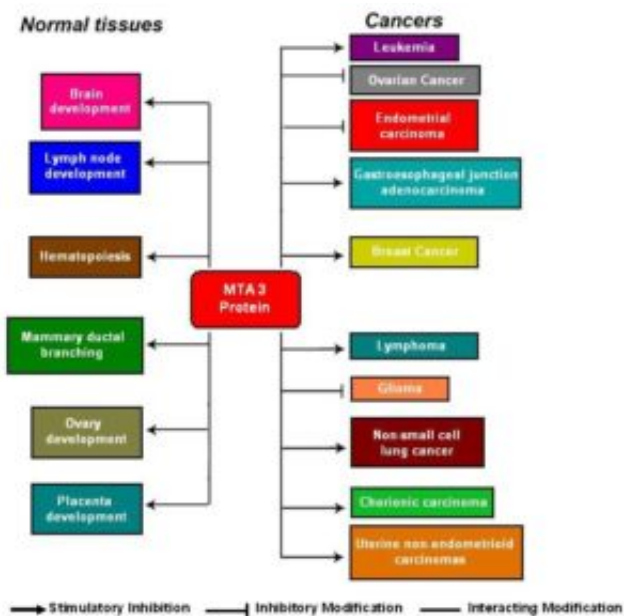 Normal tissues
Cancers
Brain
development
Lymph node
development
Hematopoiesis
Mammary ductal
branching
Ovary
development
Placenta
development
MTA 3
Protein
Leukemia
Ovarian Cancer
Endometrial
carcinoma
Gastroesophageal junction
adenocarcinoma
Breast Cancer
Lymphoma
Glioma
Non-small cell
lung cancer
Chorionic carcinoma
Uterine non-endometrioid
carcinomas
Stimulatory Inhibition
Inhibitory Modification
Interacting Modification